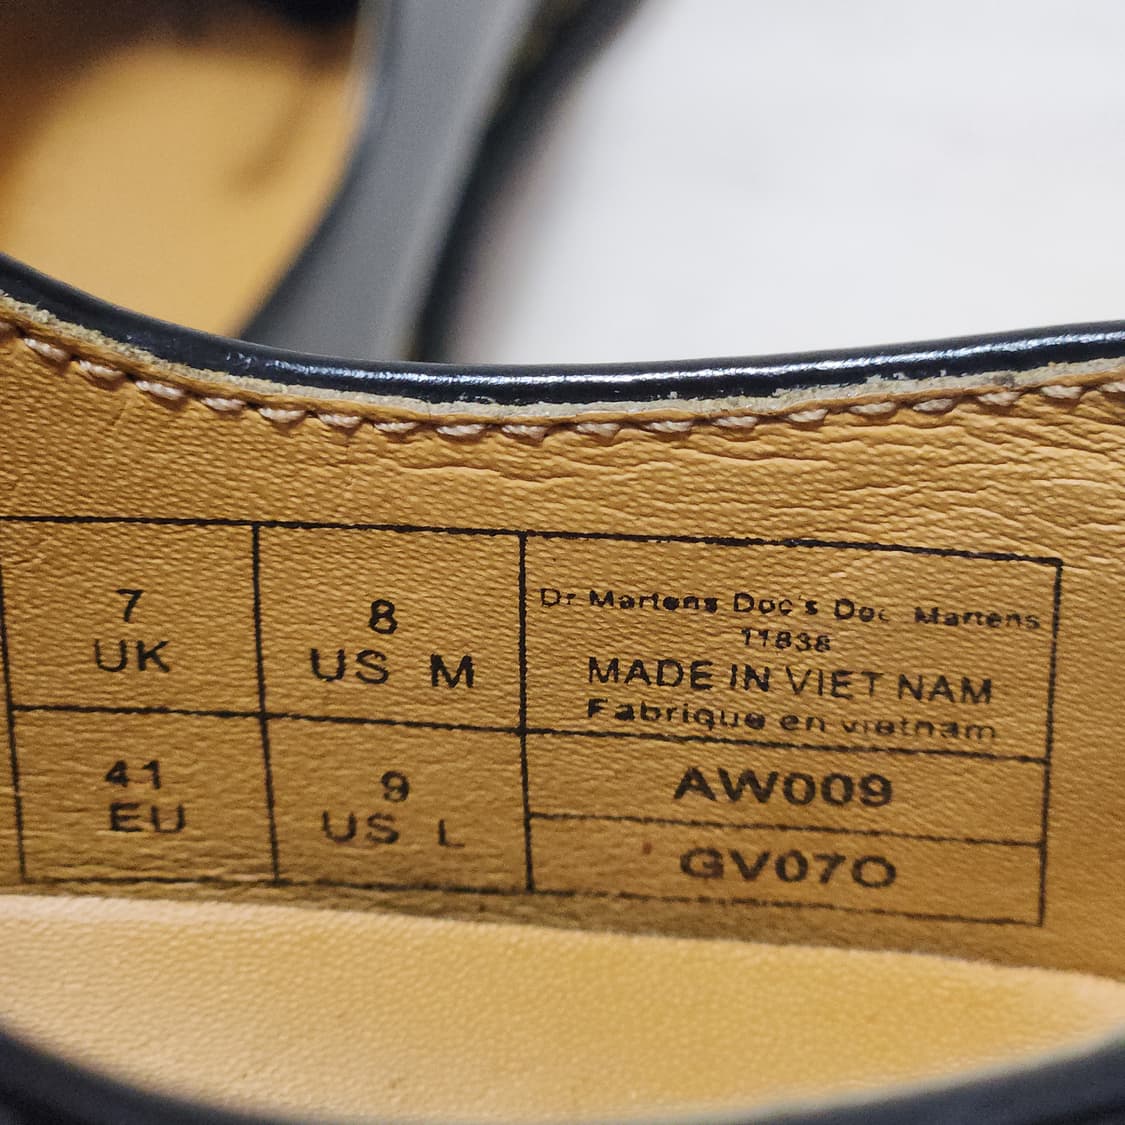 7
UK
8
US M
Dr Martens Doc's Doc Martens
11838
MADE IN VIET NAM
Fabrique en vietnam
41
EU
9
US L
AW009
GV07O